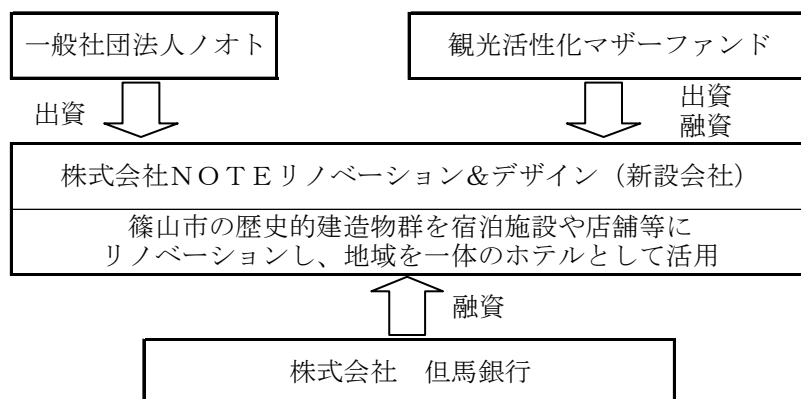 一般社団法人ノオト
観光活性化マザーファンド
出資
出資
融資
株式会社NOTEリノベーション&デザイン（新設会社）
篠山市の歴史的建造物群を宿泊施設や店舗等に
リノベーションし、地域を一体のホテルとして活用
融資
株式会社　但馬銀行